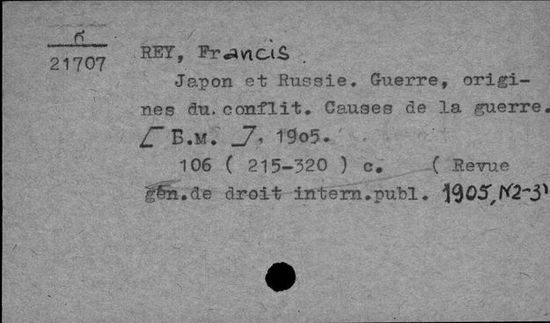 б
21707
REY, Francis
Japon et Russie. Guerre, origi-
nes du. conflit. Causes de la guerre.
[ Б.м. ]. 1905.
106 ( 215-320 ) c. ( Revue
gén.de droit intern.publ. 1905, N2-3)